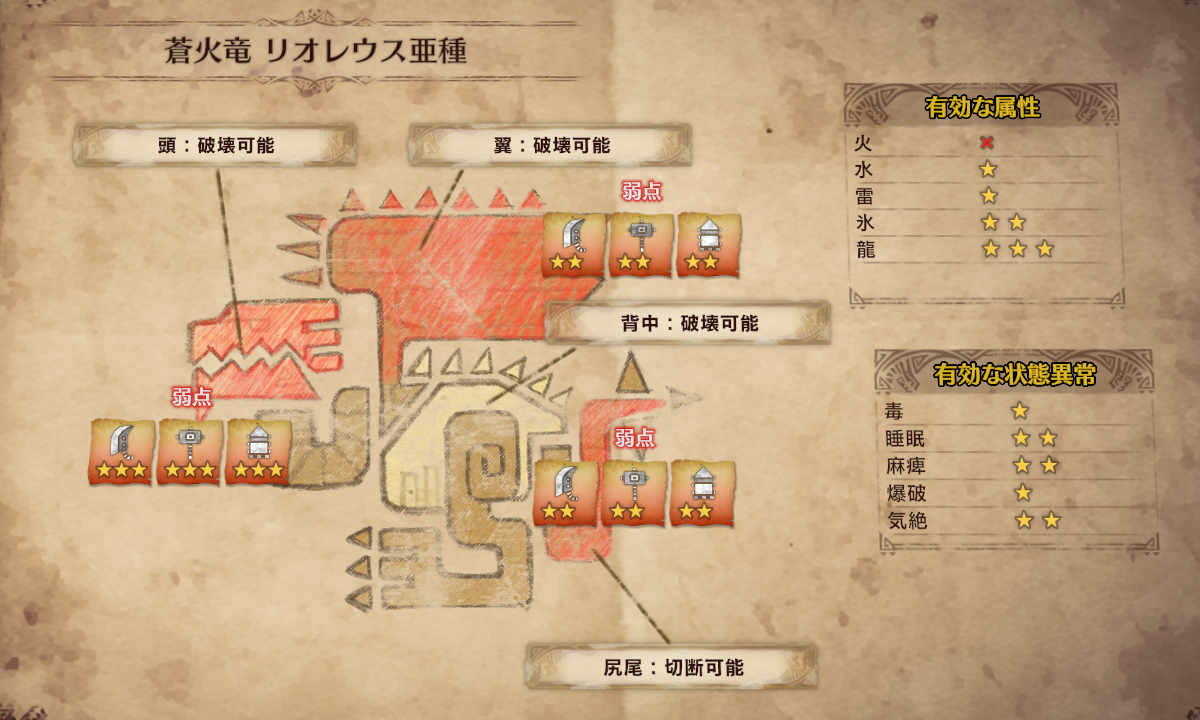 蒼火竜 リオレウス亜種
頭：破壊可能
翼：破壊可能
弱点
背中：破壊可能
弱点
弱点
尻尾：切断可能
有効な属性
火 ×
水 ★
雷 ★
氷 ★★
龍 ★★★
有効な状態異常
毒 ★
睡眠 ★★
麻痺 ★★
爆破 ★
気絶 ★★